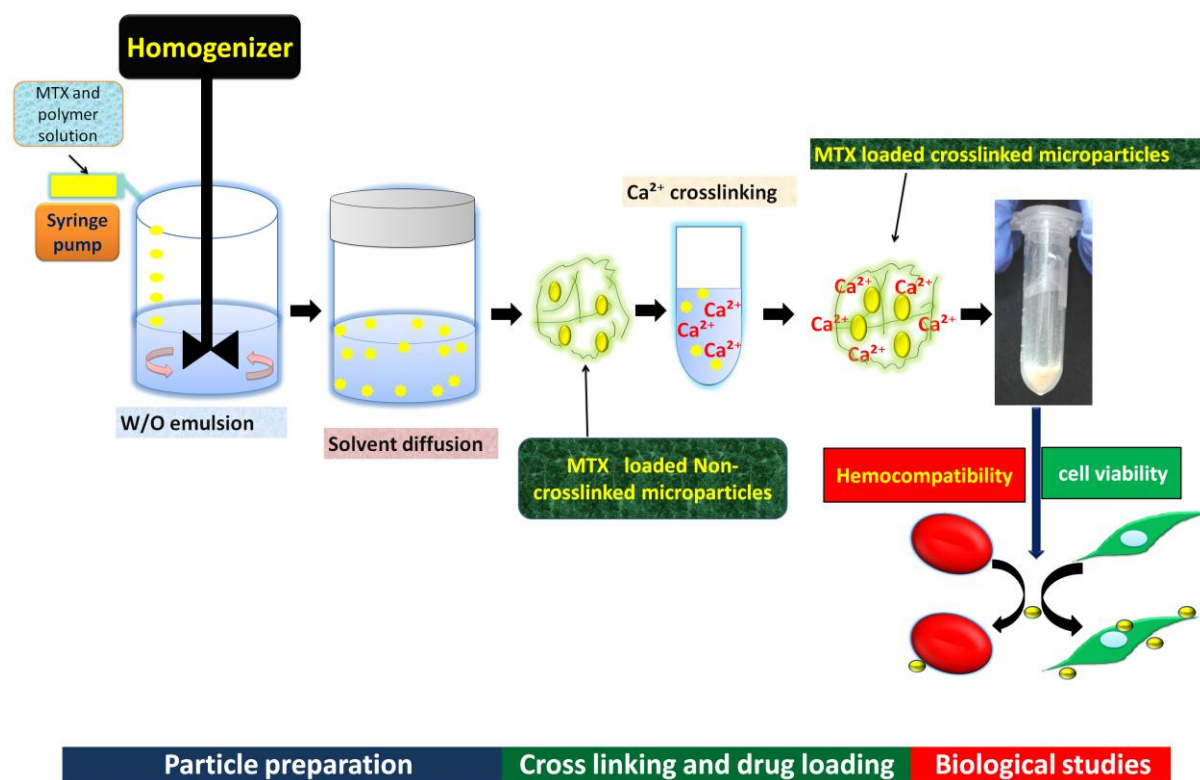 Homogenizer
MTX and
polymer
solution
Syringe
pump
W/O emulsion
Solvent diffusion
MTX loaded Non-
crosslinked microparticles
Ca²⁺ crosslinking
Ca²⁺
Ca²⁺
Ca²⁺
MTX loaded crosslinked microparticles
Ca²⁺
Ca²⁺
Ca²⁺
Ca²⁺
Ca²⁺
Hemocompatibility
cell viability
Particle preparation
Cross linking and drug loading
Biological studies